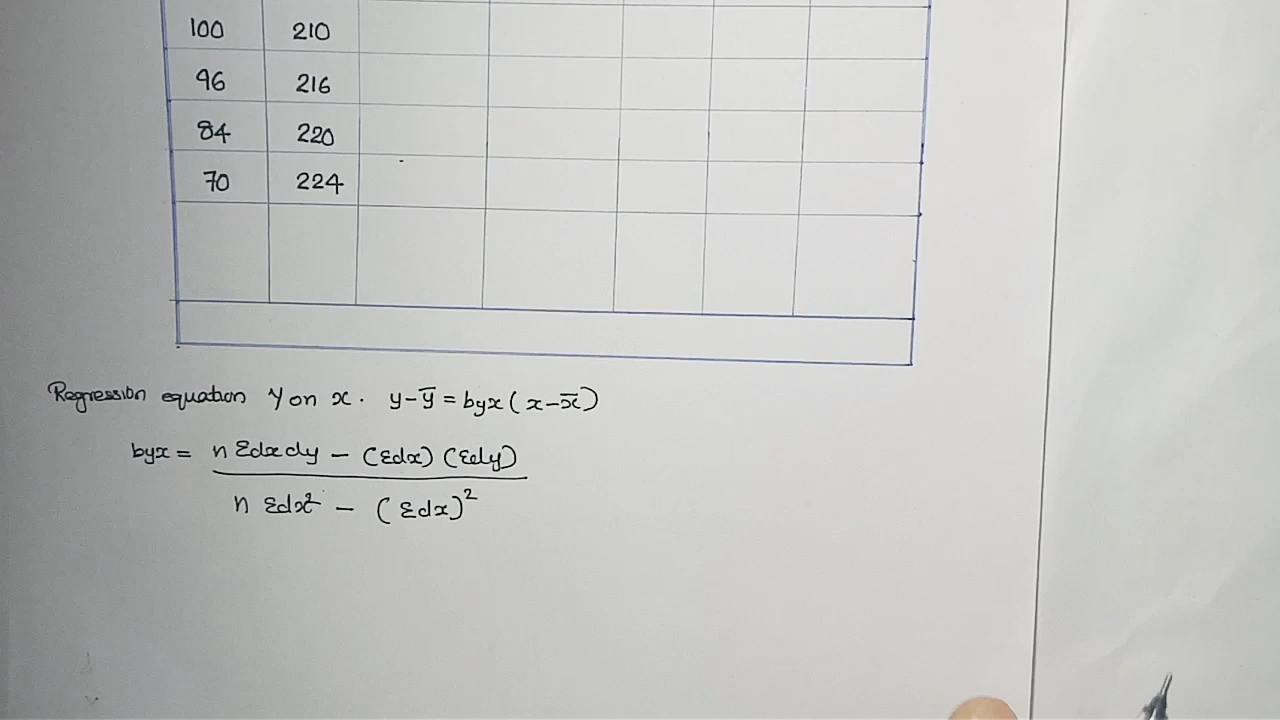 100 210
96 216
84 220
70 224
Regression equation Y on x. y-ȳ = byx (x-x̄)
byx = n Σdxdy - (Σdx) (Σdy)
n Σdx² - (Σdx)²